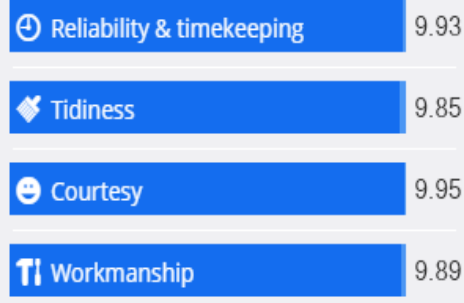 Reliability & timekeeping 9.93
Tidiness 9.85
Courtesy 9.95
Workmanship 9.89